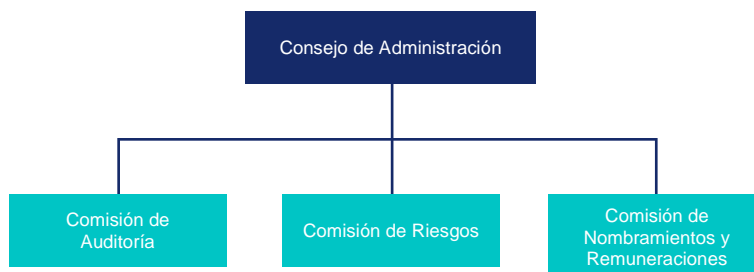 Consejo de Administración
Comisión de
Auditoría
Comisión de Riesgos
Comisión de
Nombramientos y
Remuneraciones